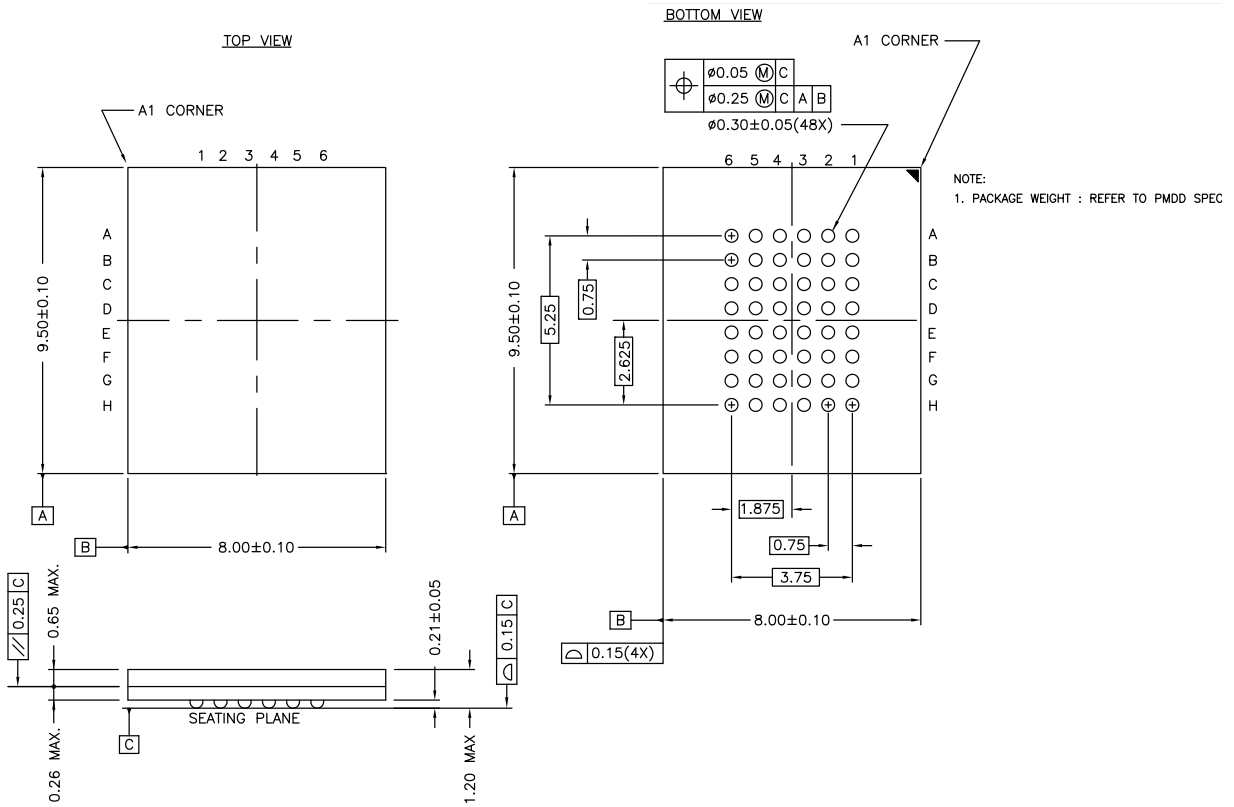 BOTTOM VIEW
TOP VIEW
A1 CORNER
⌀0.05 Ⓜ C
⌀0.25 Ⓜ C A B
⌀0.30±0.05(48X)
A1 CORNER
1 2 3 4 5 6
6 5 4 3 2 1
NOTE:
1. PACKAGE WEIGHT : REFER TO PMDD SPEC
A
B
C
D
E
F
G
H
9.50±0.10
A
B
8.00±0.10
9.50±0.10
5.25
0.75
2.625
A
B
C
D
E
F
G
H
A
1.875
0.75
3.75
B
8.00±0.10
0.15(4X)
0.25 C
0.65 MAX.
0.21±0.05
0.15 C
SEATING PLANE
C
0.26 MAX.
1.20 MAX